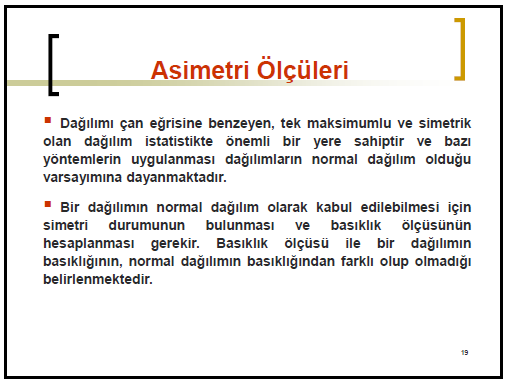 Asimetri Ölçüleri
Dağılımı çan eğrisine benzeyen, tek maksimumlu ve simetrik
olan dağılım istatistikte önemli bir yere sahiptir ve bazı
yöntemlerin uygulanması dağılımların normal dağılım olduğu
varsayımına dayanmaktadır.
Bir dağılımın normal dağılım olarak kabul edilebilmesi için
simetri durumunun bulunması ve basıklık ölçüsünün
hesaplanması gerekir. Basıklık ölçüsü ile bir dağılımın
basıklığının, normal dağılımın basıklığından farklı olup olmadığı
belirlenmektedir.
19